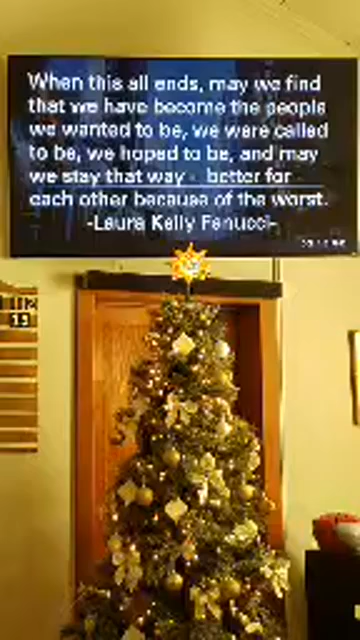 When this all ends, may we find
that we have become the people
we wanted to be, we were called
to be, we hoped to be, and may
we stay that way - better for
each other because of the worst.
-Laura Kelly Fanucci-
112
13